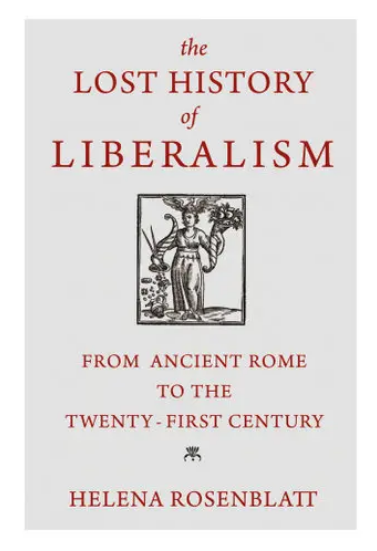 the
LOST HISTORY
of
LIBERALISM
FROM ANCIENT ROME
TO THE
TWENTY-FIRST CENTURY
HELENA ROSENBLATT